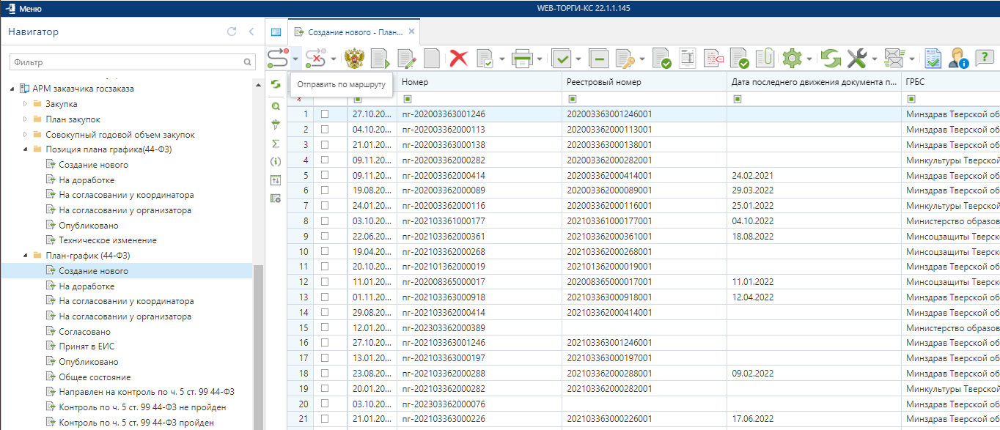 Меню
WEB-ТОРГИ-КС 22.1.1.145
Навигатор
Создание нового - План...
Фильтр
Отправить по маршруту
АРМ заказчика госзаказа
Закупка
План закупок
Совокупный годовой объем закупок
Позиция плана графика(44-ФЗ)
Создание нового
На доработке
На согласовании у координатора
На согласовании у организатора
Опубликовано
Техническое изменение
План-график (44-ФЗ)
Создание нового
На доработке
На согласовании у координатора
На согласовании у организатора
Согласовано
Принят в ЕИС
Опубликовано
Общее состояние
Направлен на контроль по ч. 5 ст. 99 44-ФЗ
Контроль по ч. 5 ст. 99 44-ФЗ не пройден
Контроль по ч. 5 ст. 99 44-ФЗ пройден
Номер Реестровый номер Дата последнего движения документа п... ГРБС
1 27.10.20... пг-202003363001246 202003363001246001 Минздрав Тверской об
2 04.10.20... пг-202003362000113 202003362000113001 Минздрав Тверской об
3 21.01.20... пг-202003363000138 202003363000138001 Минздрав Тверской об
4 09.11.20... пг-202003362000282 202003362000282001 Минкультуры Тверской
5 09.11.20... пг-202003362000414 202003362000414001 24.02.2021 Минздрав Тверской об
6 19.08.20... пг-202003362000089 202003362000089001 29.03.2022 Минздрав Тверской об
7 24.01.20... пг-202003362000116 202003362000116001 25.01.2022 Минкультуры Тверской
8 03.10.20... пг-202103361000177 202103361000177001 04.10.2022 Министерство образов
9 22.06.20... пг-202103362000361 202103362000361001 18.08.2022 Минсоцзащиты Тверск
10 19.04.20... пг-202103362000268 202103362000268001 Минсоцзащиты Тверск
11 20.10.20... пг-202101362000019 202101362000019001 Минздрав Тверской об
12 11.01.20... пг-202008365000017 202008365000017001 11.01.2022 Минсоцзащиты Тверск
13 01.11.20... пг-202103363000918 202103363000918001 12.04.2022 Минздрав Тверской об
14 29.08.20... пг-202103362000414 202103362000414001 Минздрав Тверской об
15 12.01.20... пг-202303362000389 Министерство образов
16 27.10.20... пг-202103363001246 202103363001246001 Минздрав Тверской об
17 13.01.20... пг-202103363000197 202103363000197001 Минздрав Тверской об
18 23.08.20... пг-202103362000288 202103362000288001 09.02.2022 Минздрав Тверской об
19 20.01.20... пг-202103362000282 202103362000282001 Минкультуры Тверской
20 03.10.20... пг-202303362000076 Минздрав Тверской об
21 21.01.20... пг-202103363000226 202103363000226001 17.06.2022 Минздрав Тверской об